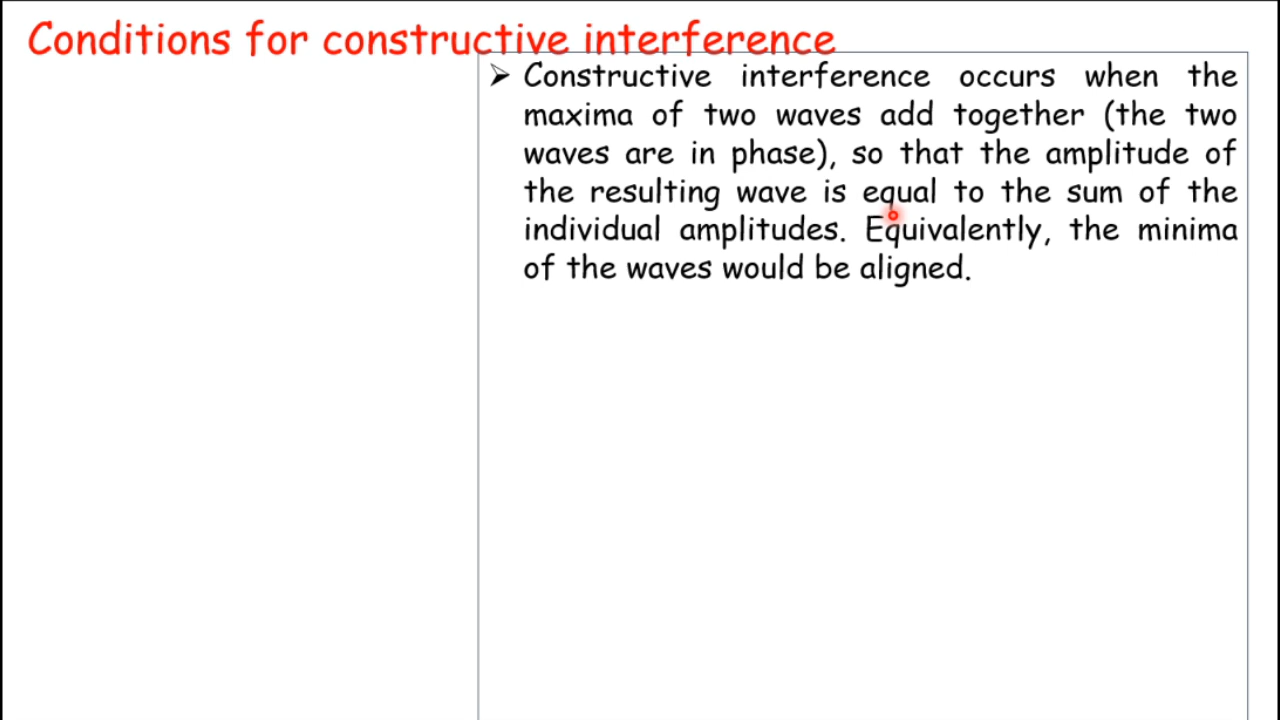 Conditions for constructive interference
➢ Constructive interference occurs when the
maxima of two waves add together (the two
waves are in phase), so that the amplitude of
the resulting wave is equal to the sum of the
individual amplitudes. Equivalently, the minima
of the waves would be aligned.